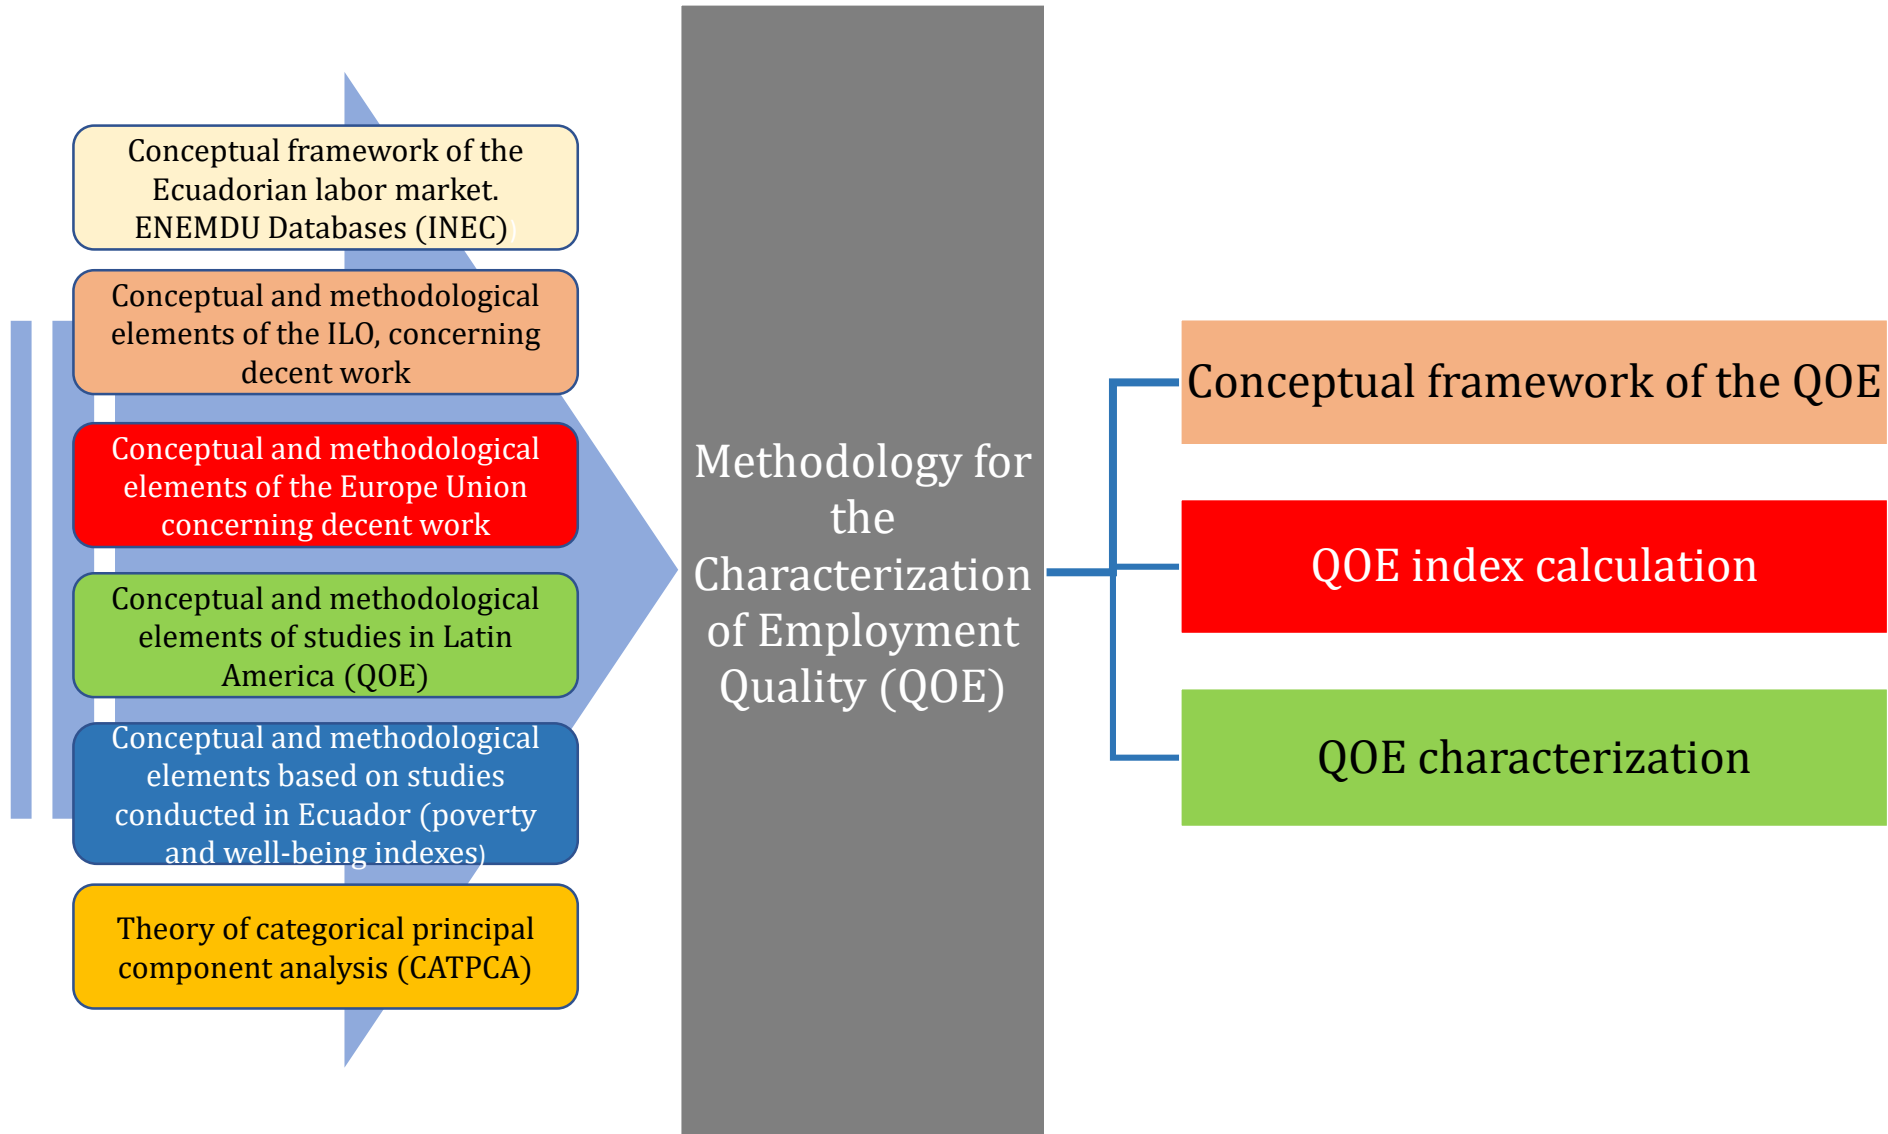 Conceptual framework of the
Ecuadorian labor market.
ENEMDU Databases (INEC))
Conceptual and methodological
elements of the ILO, concerning
decent work
Conceptual and methodological
elements of the Europe Union
concerning decent work
Conceptual and methodological
elements of studies in Latin
America (QOE)
Conceptual and methodological
elements based on studies
conducted in Ecuador (poverty
and well-being indexes)
Theory of categorical principal
component analysis (CATPCA)
Methodology for
the
Characterization
of Employment
Quality (QOE)
Conceptual framework of the QOE
QOE index calculation
QOE characterization